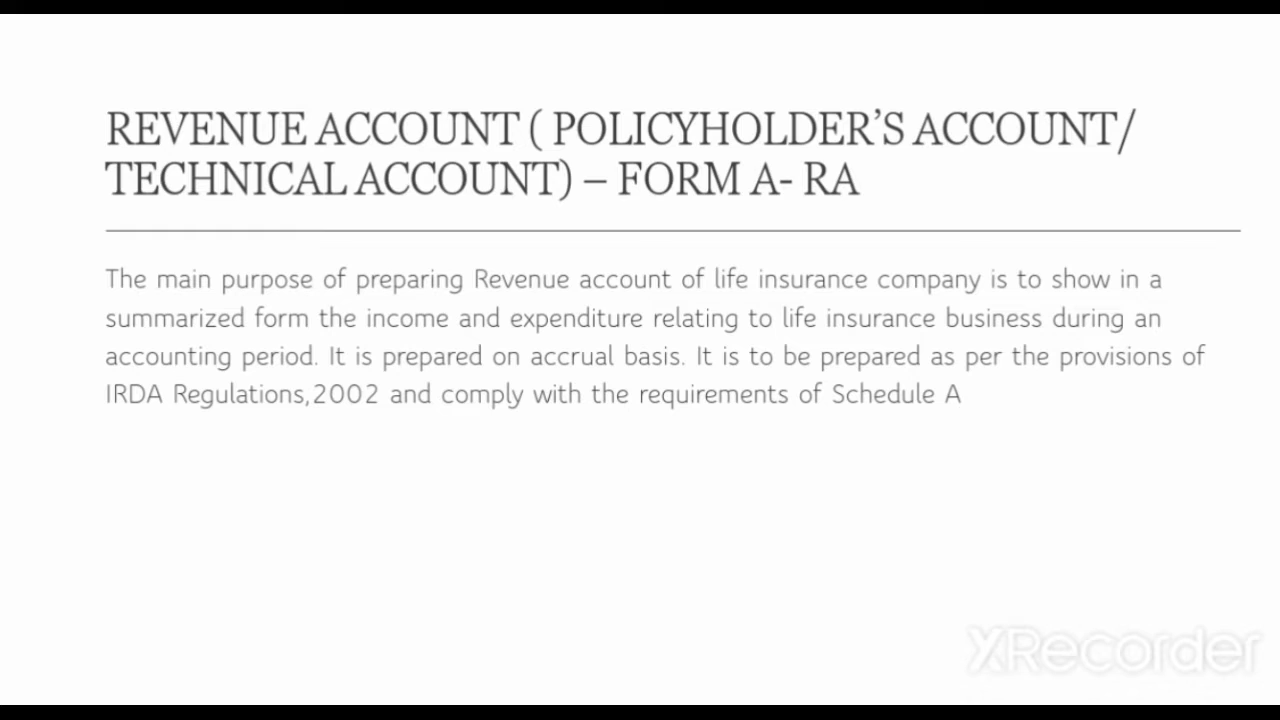 REVENUE ACCOUNT ( POLICYHOLDER’S ACCOUNT/
TECHNICAL ACCOUNT) – FORM A- RA
The main purpose of preparing Revenue account of life insurance company is to show in a
summarized form the income and expenditure relating to life insurance business during an
accounting period. It is prepared on accrual basis. It is to be prepared as per the provisions of
IRDA Regulations,2002 and comply with the requirements of Schedule A
XRecorder